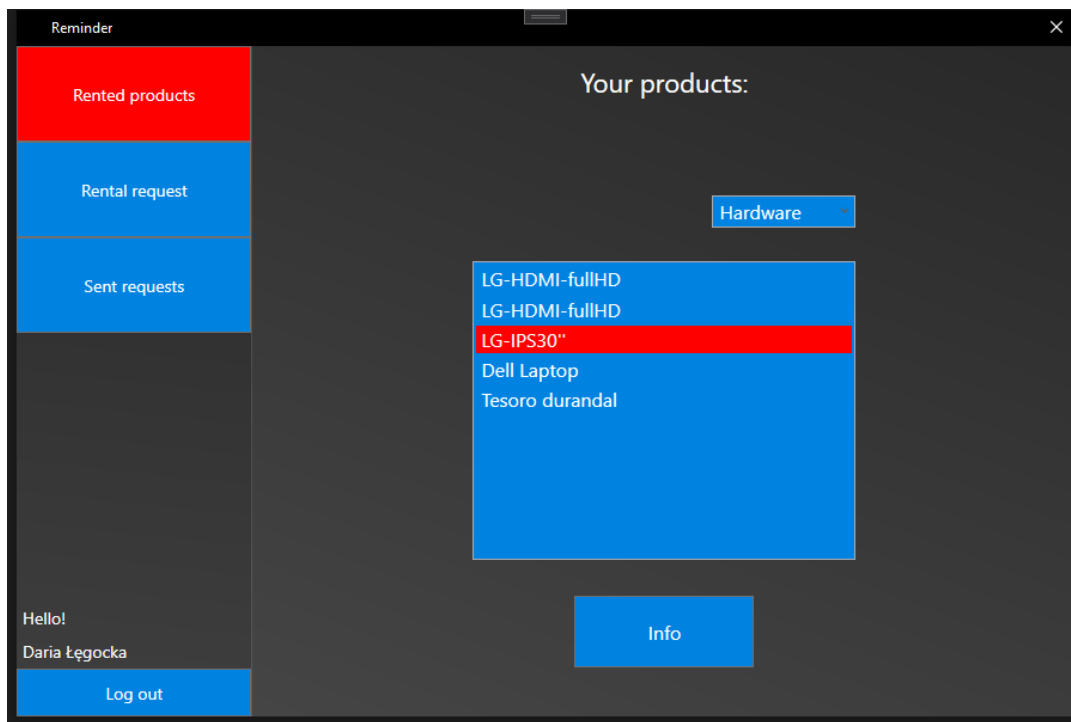 Reminder
Rented products
Rental request
Sent requests
Hello!
Daria Łęgocka
Log out
Your products:
Hardware
LG-HDMI-fullHD
LG-HDMI-fullHD
LG-IPS30''
Dell Laptop
Tesoro durandal
Info